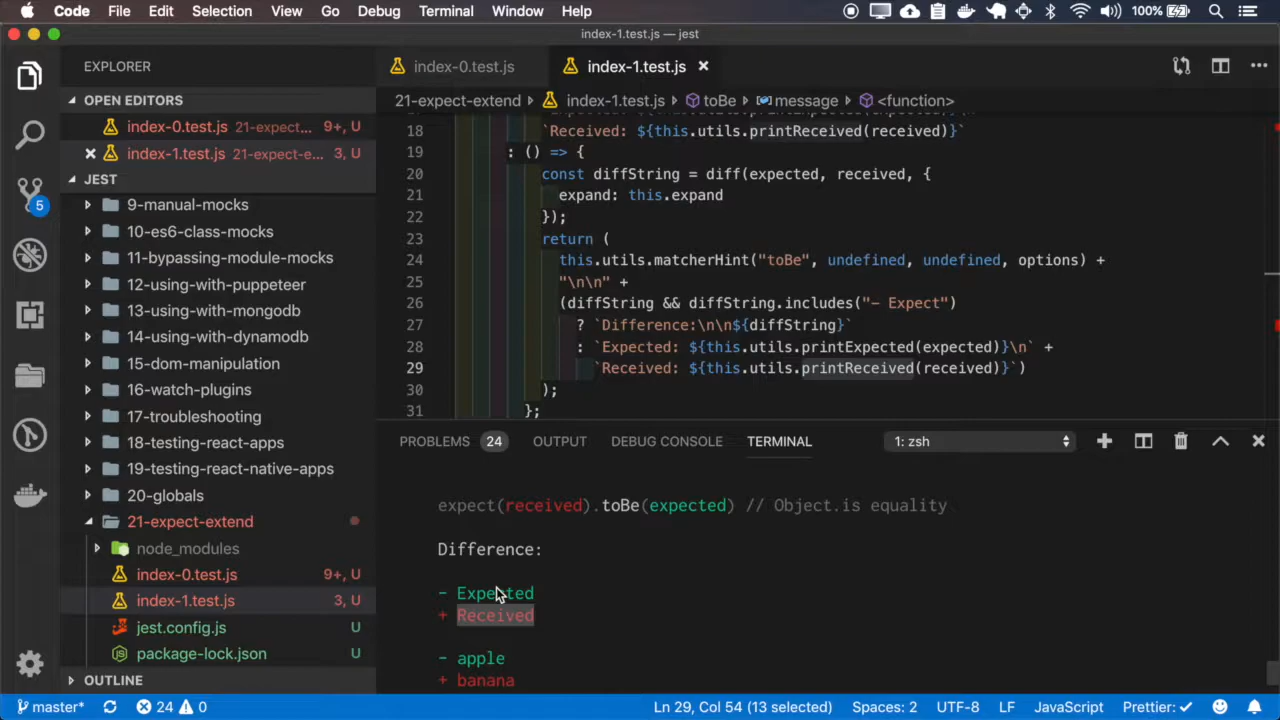 Code File Edit Selection View Go Debug Terminal Window Help 100%
index-1.test.js — jest
EXPLORER
OPEN EDITORS
index-0.test.js 21-expect... 9+, U
index-1.test.js 21-expect-e... 3, U
JEST
9-manual-mocks
10-es6-class-mocks
11-bypassing-module-mocks
12-using-with-puppeteer
13-using-with-mongodb
14-using-with-dynamodb
15-dom-manipulation
16-watch-plugins
17-troubleshooting
18-testing-react-apps
19-testing-react-native-apps
20-globals
21-expect-extend
node_modules
index-0.test.js 9+, U
index-1.test.js 3, U
jest.config.js U
package-lock.json U
OUTLINE
5
index-0.test.js index-1.test.js
21-expect-extend index-1.test.js toBe message <function>
18 `Received: ${this.utils.printReceived(received)}`
19 : () => {
20 const diffString = diff(expected, received, {
21 expand: this.expand
22 });
23 return (
24 this.utils.matcherHint("toBe", undefined, undefined, options) +
25 "\n\n" +
26 (diffString && diffString.includes("- Expect")
27 ? `Difference:\n\n${diffString}`
28 : `Expected: ${this.utils.printExpected(expected)}\n` +
29 `Received: ${this.utils.printReceived(received)}`)
30 );
31 };
PROBLEMS 24 OUTPUT DEBUG CONSOLE TERMINAL 1: zsh
expect(received).toBe(expected) // Object.is equality
Difference:
- Expected
+ Received
- apple
+ banana
master* 24 0 Ln 29, Col 54 (13 selected) Spaces: 2 UTF-8 LF JavaScript Prettier: